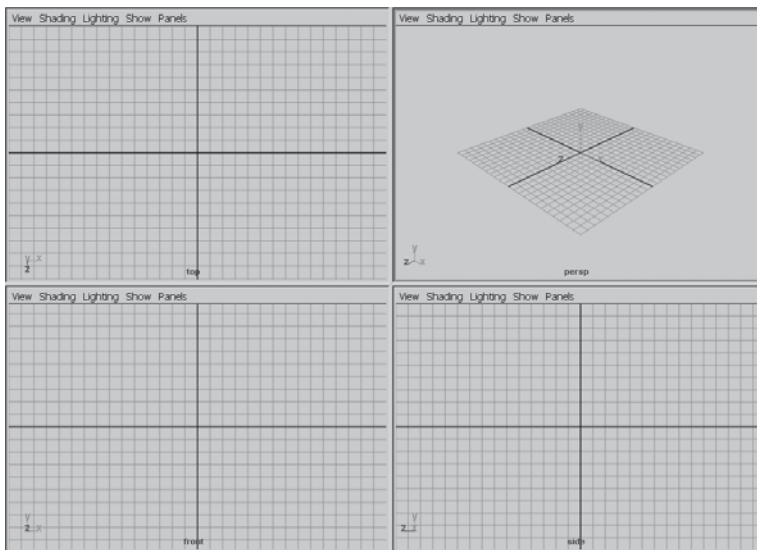 View Shading Lighting Show Panels
y x
z
top
View Shading Lighting Show Panels
y
z x
y
z x
persp
View Shading Lighting Show Panels
y
z x
front
View Shading Lighting Show Panels
y
z x
side